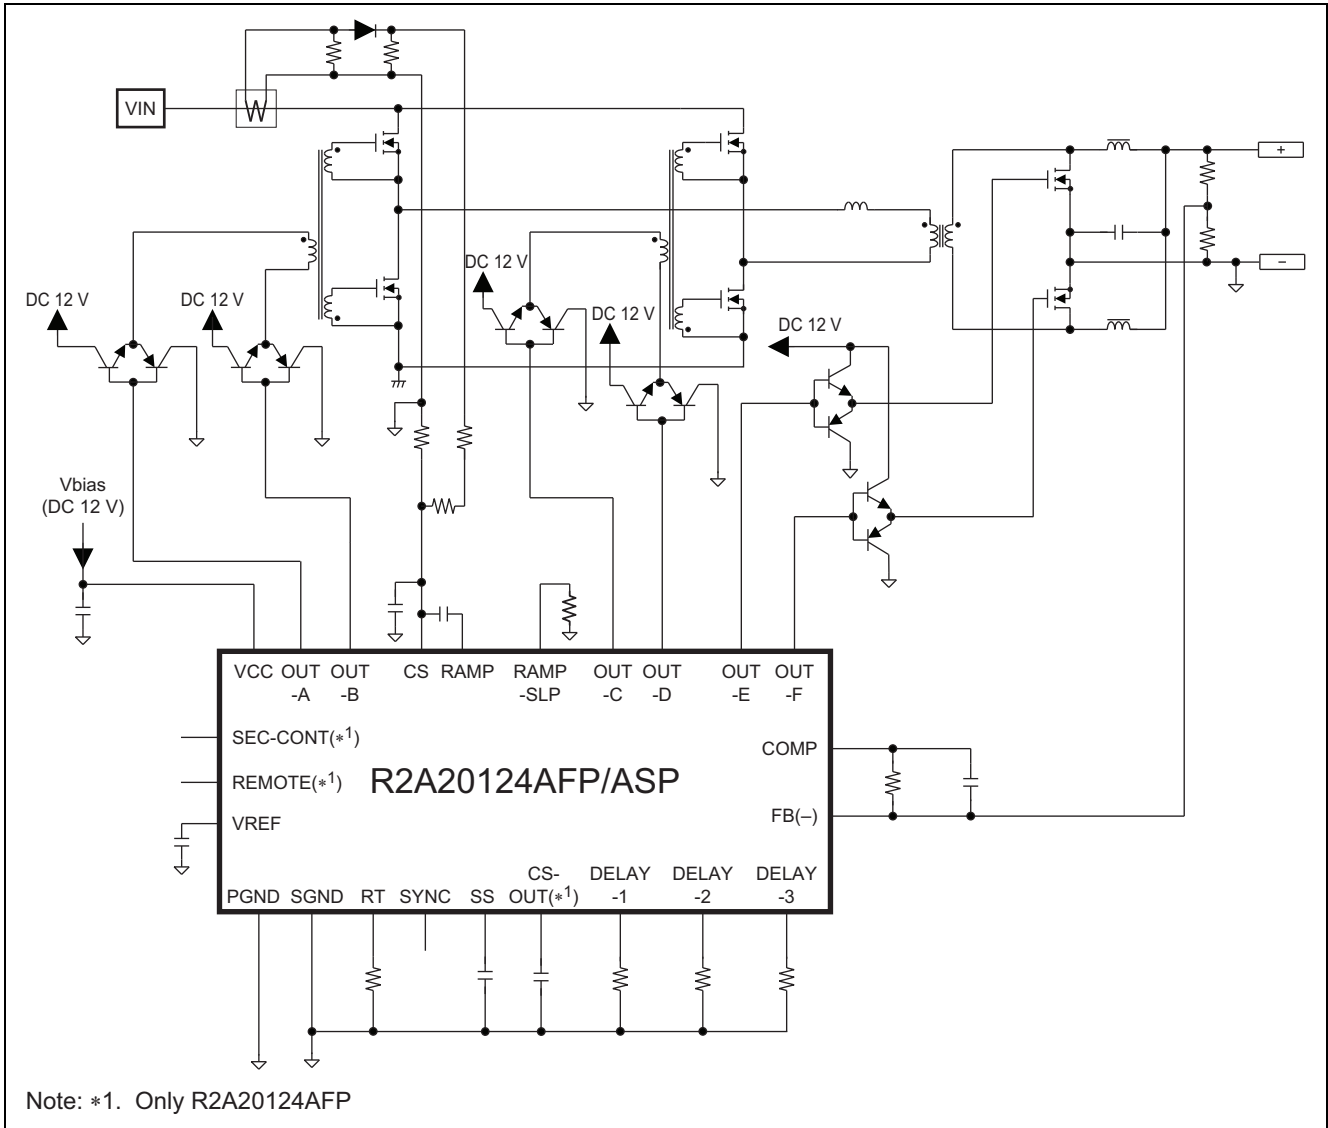 VIN
+
−
DC 12 V
DC 12 V
DC 12 V
DC 12 V
DC 12 V
Vbias
(DC 12 V)
VCC OUT OUT CS RAMP RAMP OUT OUT OUT OUT
-A -B -SLP -C -D -E -F
SEC-CONT(∗1)
COMP
REMOTE(∗1)
R2A20124AFP/ASP
VREF
FB(–)
CS- DELAY DELAY DELAY
PGND SGND RT SYNC SS OUT(∗1) -1 -2 -3
Note: ∗1. Only R2A20124AFP